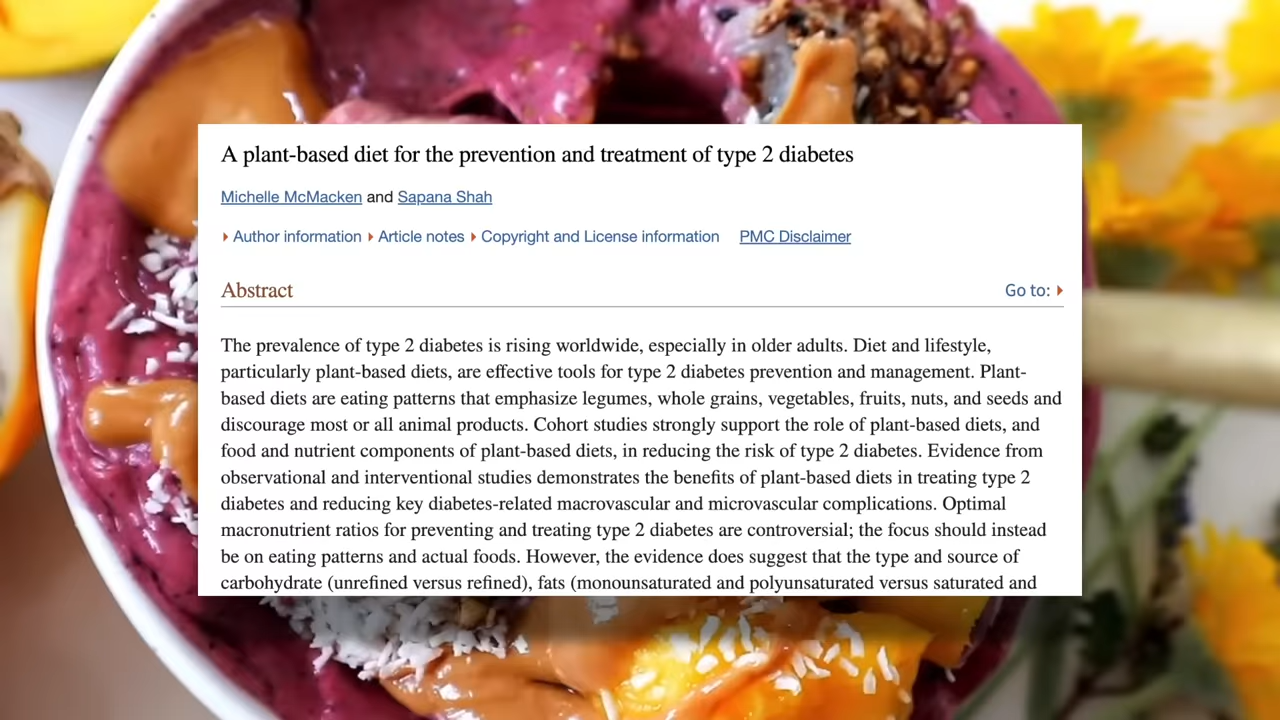 A plant-based diet for the prevention and treatment of type 2 diabetes
Michelle McMacken and Sapana Shah
Author information Article notes Copyright and License information PMC Disclaimer
Abstract Go to:
The prevalence of type 2 diabetes is rising worldwide, especially in older adults. Diet and lifestyle,
particularly plant-based diets, are effective tools for type 2 diabetes prevention and management. Plant-
based diets are eating patterns that emphasize legumes, whole grains, vegetables, fruits, nuts, and seeds and
discourage most or all animal products. Cohort studies strongly support the role of plant-based diets, and
food and nutrient components of plant-based diets, in reducing the risk of type 2 diabetes. Evidence from
observational and interventional studies demonstrates the benefits of plant-based diets in treating type 2
diabetes and reducing key diabetes-related macrovascular and microvascular complications. Optimal
macronutrient ratios for preventing and treating type 2 diabetes are controversial; the focus should instead
be on eating patterns and actual foods. However, the evidence does suggest that the type and source of
carbohydrate (unrefined versus refined), fats (monounsaturated and polyunsaturated versus saturated and